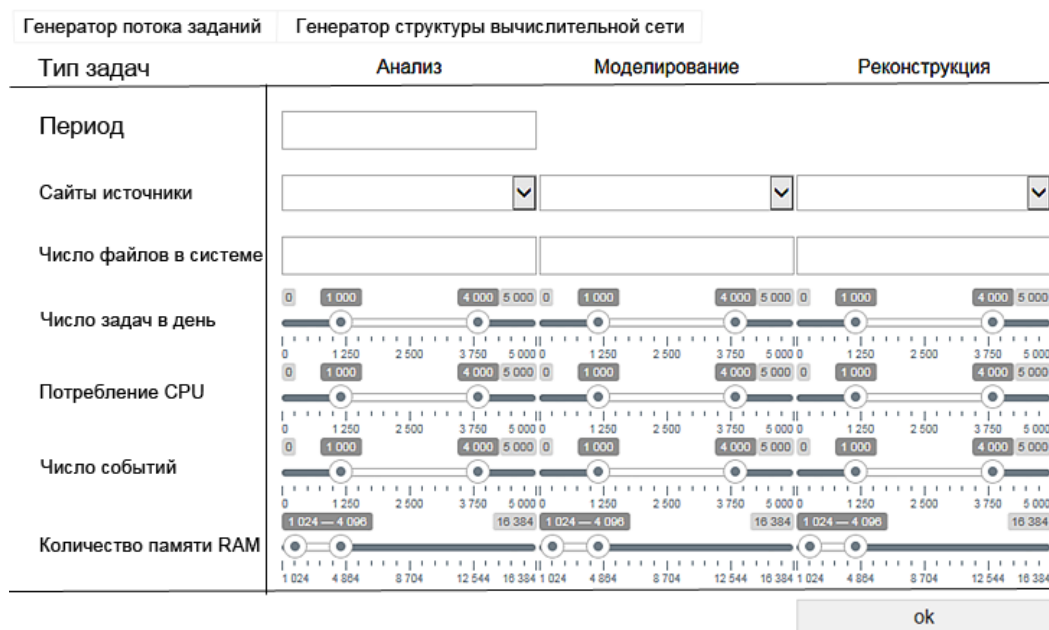 Генератор потока заданий Генератор структуры вычислительной сети
Тип задач Анализ Моделирование Реконструкция
Период
Сайты источники
Число файлов в системе
0 1 000 4 000 5 000 0 1 000 4 000 5 000 0 1 000 4 000 5 000
Число задач в день
0 1 250 2 500 3 750 5 000 0 1 250 2 500 3 750 5 000 0 1 250 2 500 3 750 5 000
0 1 000 4 000 5 000 0 1 000 4 000 5 000 0 1 000 4 000 5 000
Потребление CPU
0 1 250 2 500 3 750 5 000 0 1 250 2 500 3 750 5 000 0 1 250 2 500 3 750 5 000
0 1 000 4 000 5 000 0 1 000 4 000 5 000 0 1 000 4 000 5 000
Число событий
0 1 250 2 500 3 750 5 000 0 1 250 2 500 3 750 5 000 0 1 250 2 500 3 750 5 000
1 024 — 4 096 16 384 1 024 — 4 096 16 384 1 024 — 4 096 16 384
Количество памяти RAM
1 024 4 864 8 704 12 544 16 384 1 024 4 864 8 704 12 544 16 384 1 024 4 864 8 704 12 544 16 384
ok